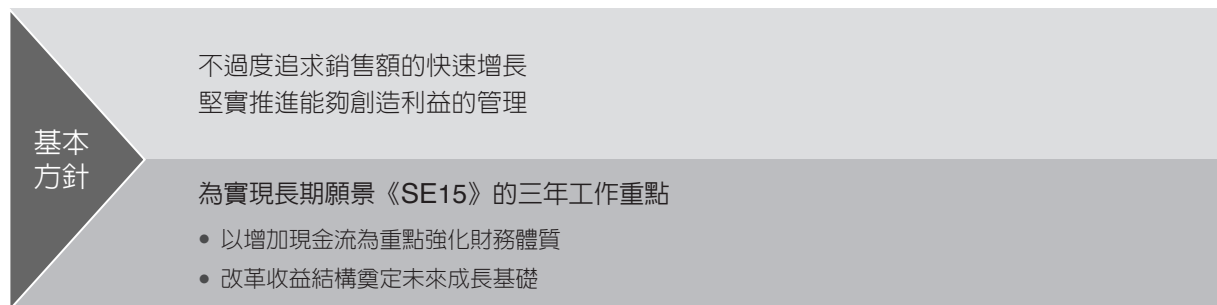 基本
方針
不過度追求銷售額的快速增長
堅實推進能夠創造利益的管理
為實現長期願景《SE15》的三年工作重點
• 以增加現金流為重點強化財務體質
• 改革收益結構奠定未來成長基礎